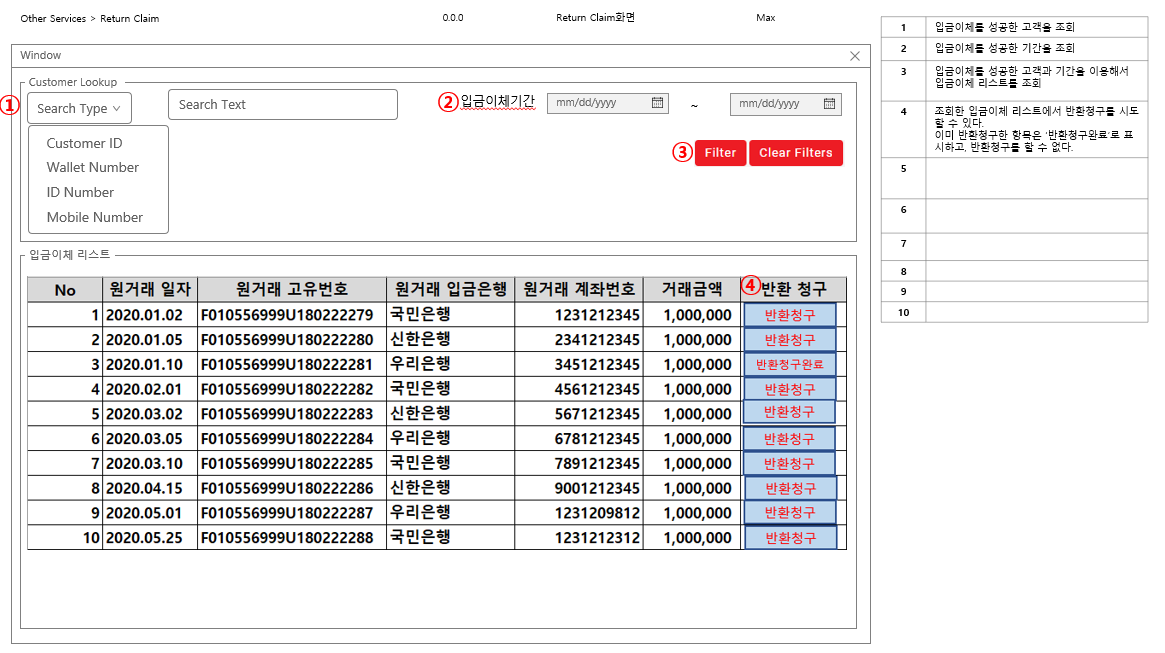 Other Services > Return Claim
0.0.0
Return Claim화면
Max
Window
Customer Lookup
① Search Type
Search Text
② 입금이체기간
mm/dd/yyyy
~
mm/dd/yyyy
Customer ID
Wallet Number
ID Number
Mobile Number
③ Filter
Clear Filters
입금이체 리스트
No 원거래 일자 원거래 고유번호 원거래 입금은행 원거래 계좌번호 거래금액 ④ 반환 청구
1 2020.01.02 F010556999U180222279 국민은행 1231212345 1,000,000 반환청구
2 2020.01.05 F010556999U180222280 신한은행 2341212345 1,000,000 반환청구
3 2020.01.10 F010556999U180222281 우리은행 3451212345 1,000,000 반환청구완료
4 2020.02.01 F010556999U180222282 국민은행 4561212345 1,000,000 반환청구
5 2020.03.02 F010556999U180222283 신한은행 5671212345 1,000,000 반환청구
6 2020.03.05 F010556999U180222284 우리은행 6781212345 1,000,000 반환청구
7 2020.03.10 F010556999U180222285 국민은행 7891212345 1,000,000 반환청구
8 2020.04.15 F010556999U180222286 신한은행 9001212345 1,000,000 반환청구
9 2020.05.01 F010556999U180222287 우리은행 1231209812 1,000,000 반환청구
10 2020.05.25 F010556999U180222288 국민은행 1231212312 1,000,000 반환청구
1 입금이체를 성공한 고객을 조회
2 입금이체를 성공한 기간을 조회
3 입금이체를 성공한 고객과 기간을 이용해서
입금이체 리스트를 조회
4 조회한 입금이체 리스트에서 반환청구를 시도
할 수 있다.
이미 반환청구한 항목은 '반환청구완료'로 표
시하고, 반환청구를 할 수 없다.
5
6
7
8
9
10